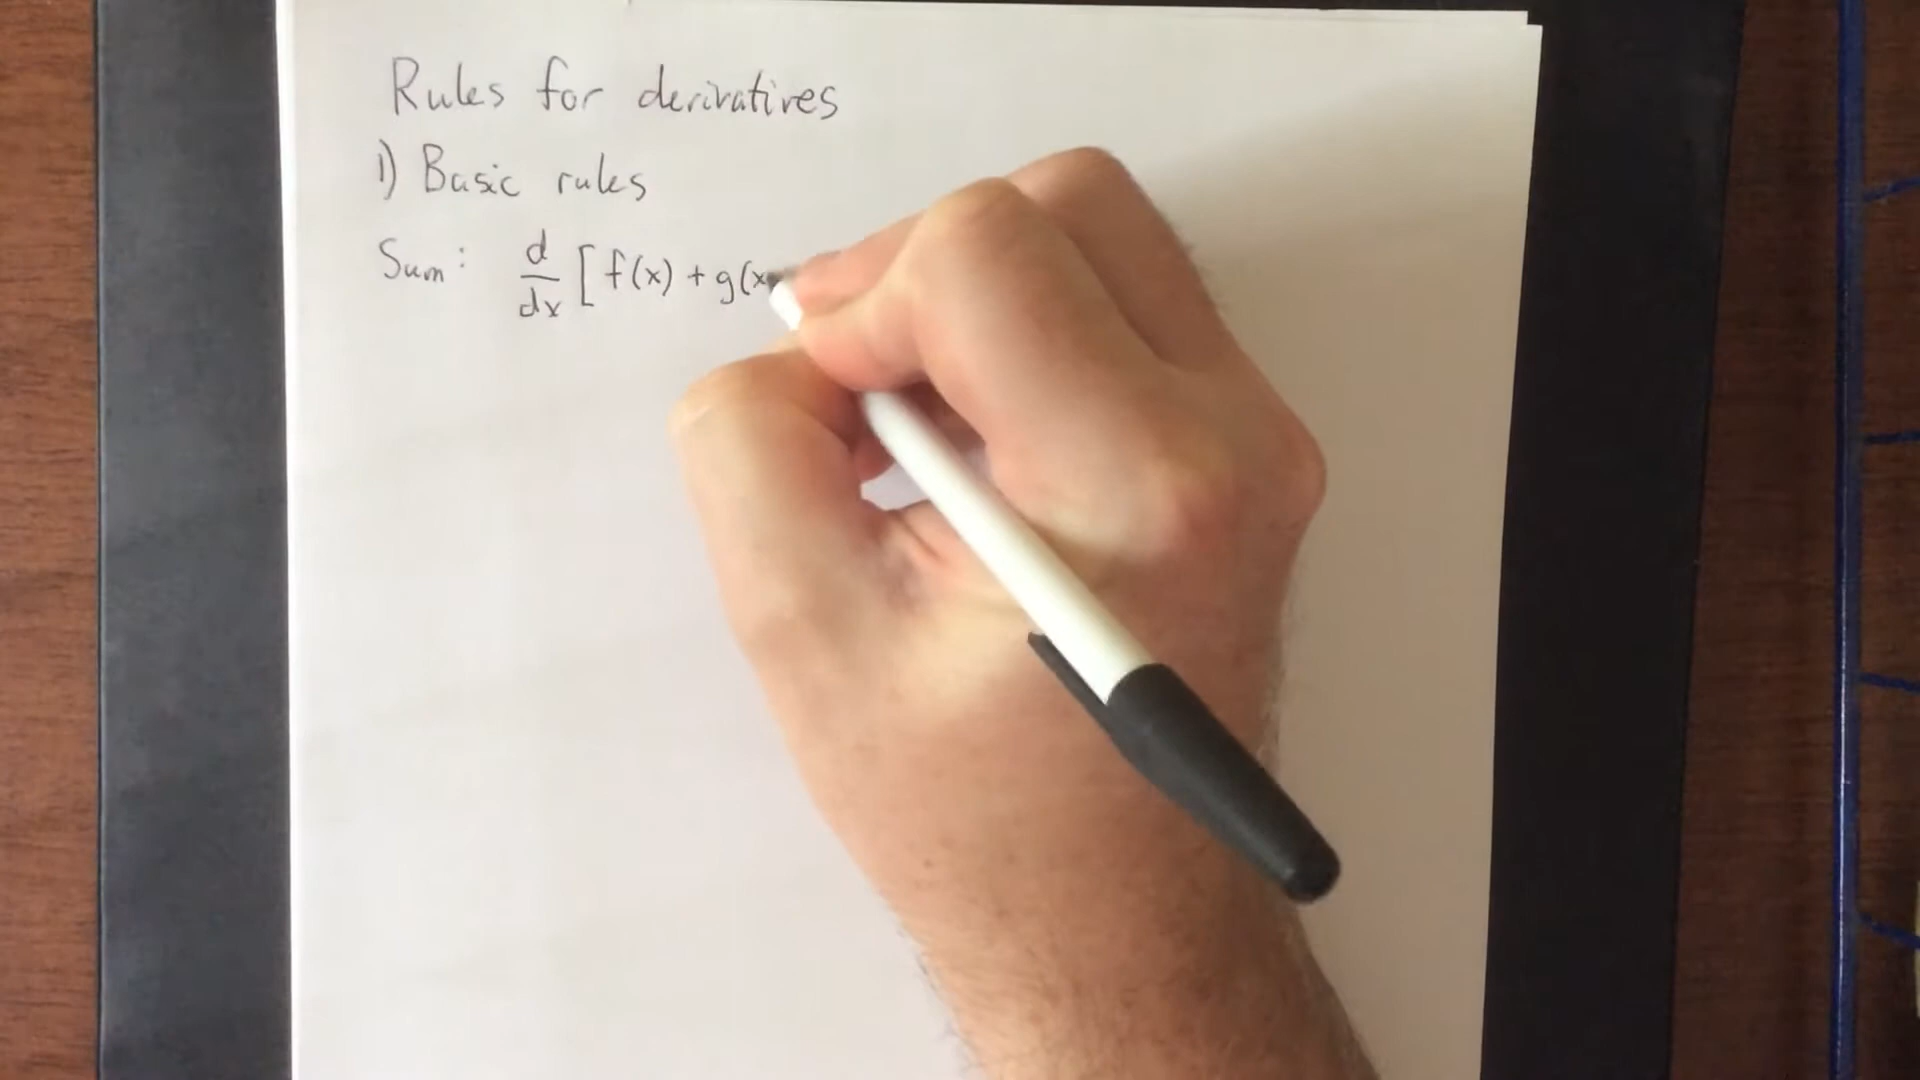 Rules for derivatives
1) Basic rules
Sum: d/dx [ f(x) + g(x